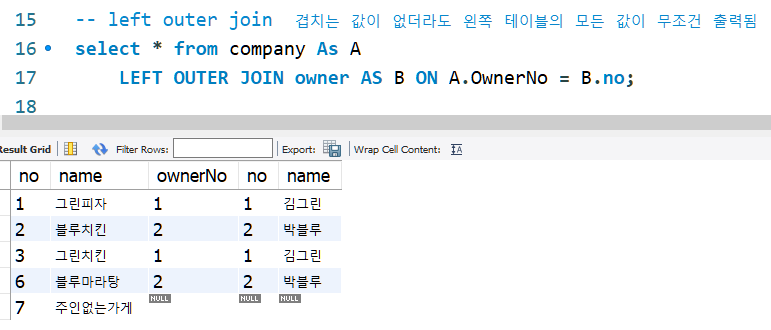 15 -- left outer join 겹치는 값이 없더라도 왼쪽 테이블의 모든 값이 무조건 출력됨
16 select * from company As A
17 LEFT OUTER JOIN owner AS B ON A.OwnerNo = B.no;
18
Result Grid Filter Rows: Export: Wrap Cell Content: IA
no name ownerNo no name
1 그린피자 1 1 김그린
2 블루치킨 2 2 박블루
3 그린치킨 1 1 김그린
6 블루마라탕 2 2 박블루
7 주인없는가게 NULL NULL NULL